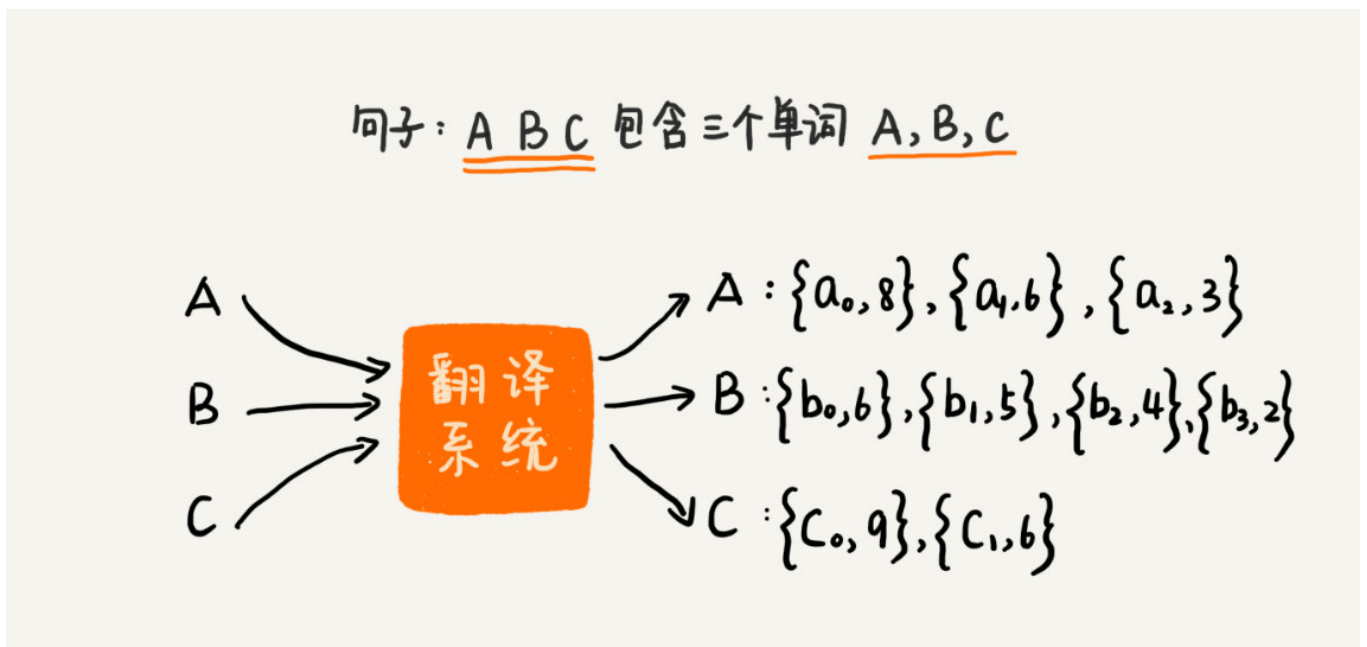 句子：A B C 包含三个单词 A, B, C
A
B
C
翻译
系统
A：{a₀,8},{a₁,6},{a₂,3}
B：{b₀,6},{b₁,5},{b₂,4},{b₃,2}
C：{c₀,9},{c₁,6}